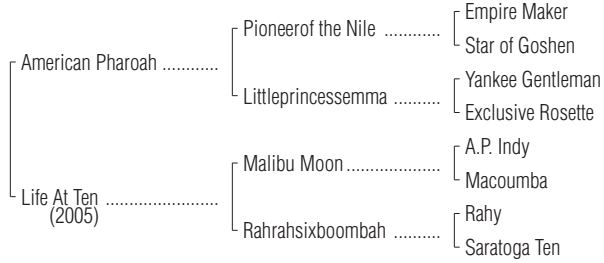 Empire Maker
Pioneerof the Nile ............
Star of Goshen
American Pharoah ............
Yankee Gentleman
Littleprincessemma ..........
Exclusive Rosette
A.P. Indy
Malibu Moon....................
Macoumba
Life At Ten ........................
(2005)
Rahy
Rahrahsixboombah ..........
Saratoga Ten